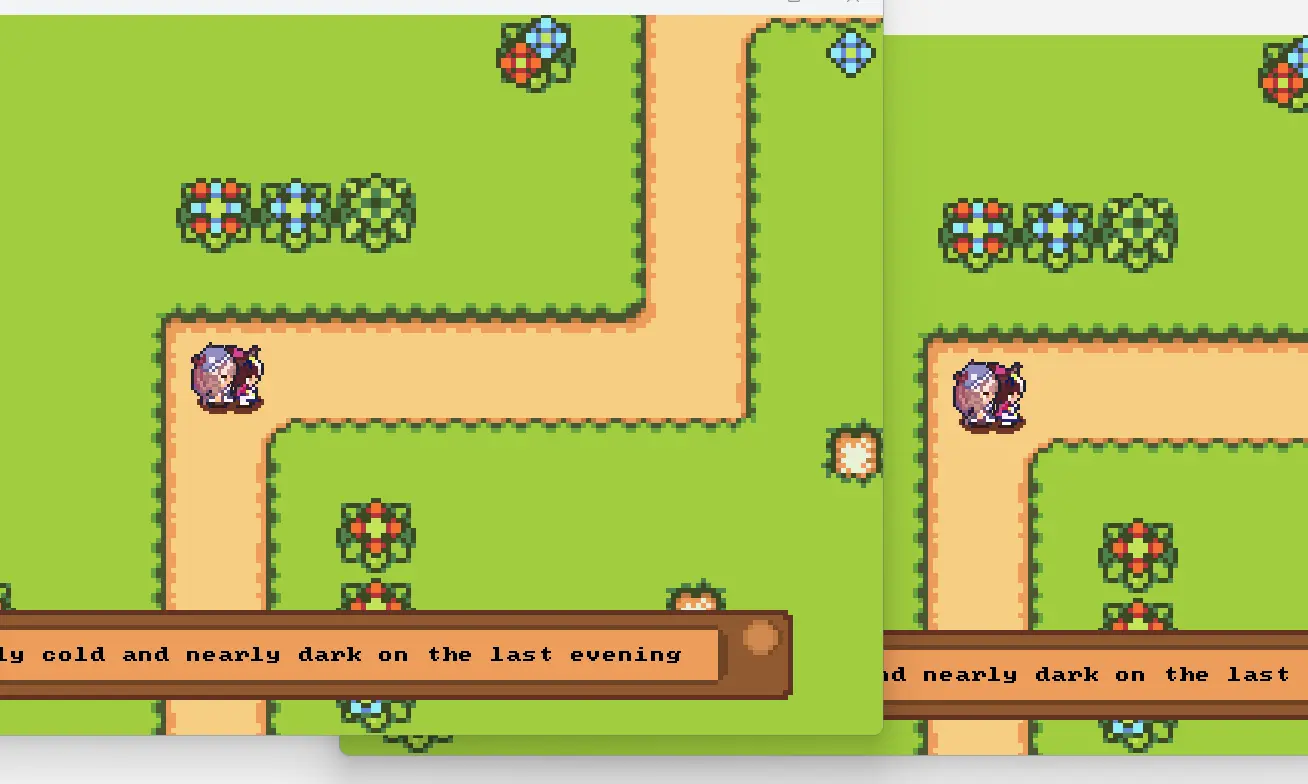 cold and nearly dark on the last evening
nearly dark on the last